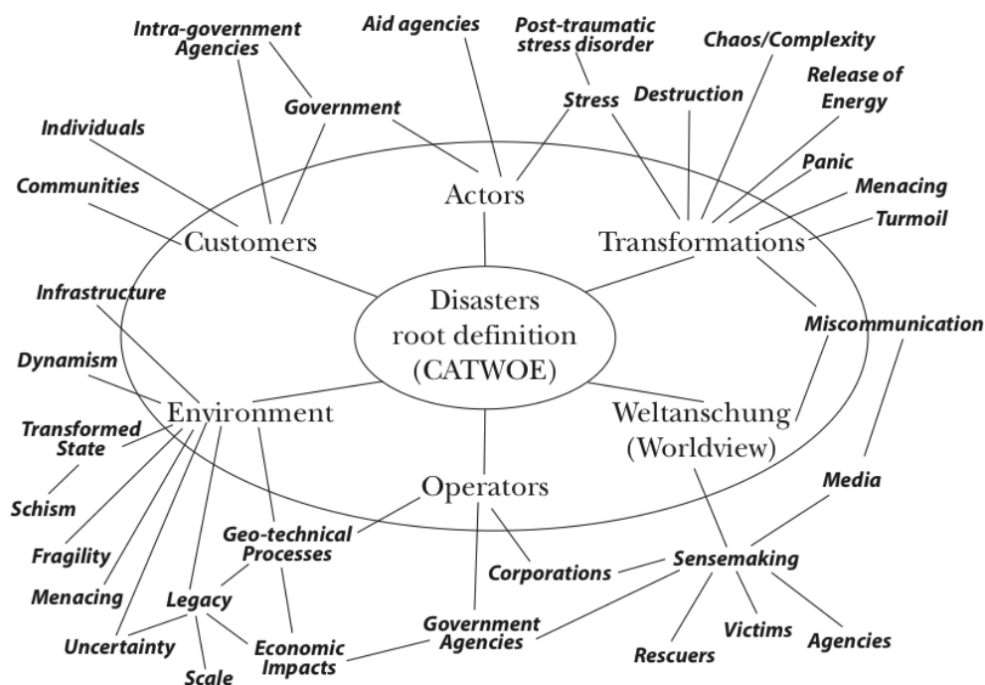 Intra-government
Agencies
Aid agencies
Post-traumatic
stress disorder
Chaos/Complexity
Release of
Energy
Government
Stress
Destruction
Individuals
Panic
Communities
Actors
Menacing
Turmoil
Customers
Transformations
Infrastructure
Disasters
root definition
(CATWOE)
Miscommunication
Dynamism
Environment
Weltanschung
(Worldview)
Transformed
State
Operators
Media
Schism
Geo-technical
Processes
Fragility
Corporations
Sensemaking
Menacing
Legacy
Government
Agencies
Uncertainty
Economic
Impacts
Scale
Rescuers
Victims
Agencies